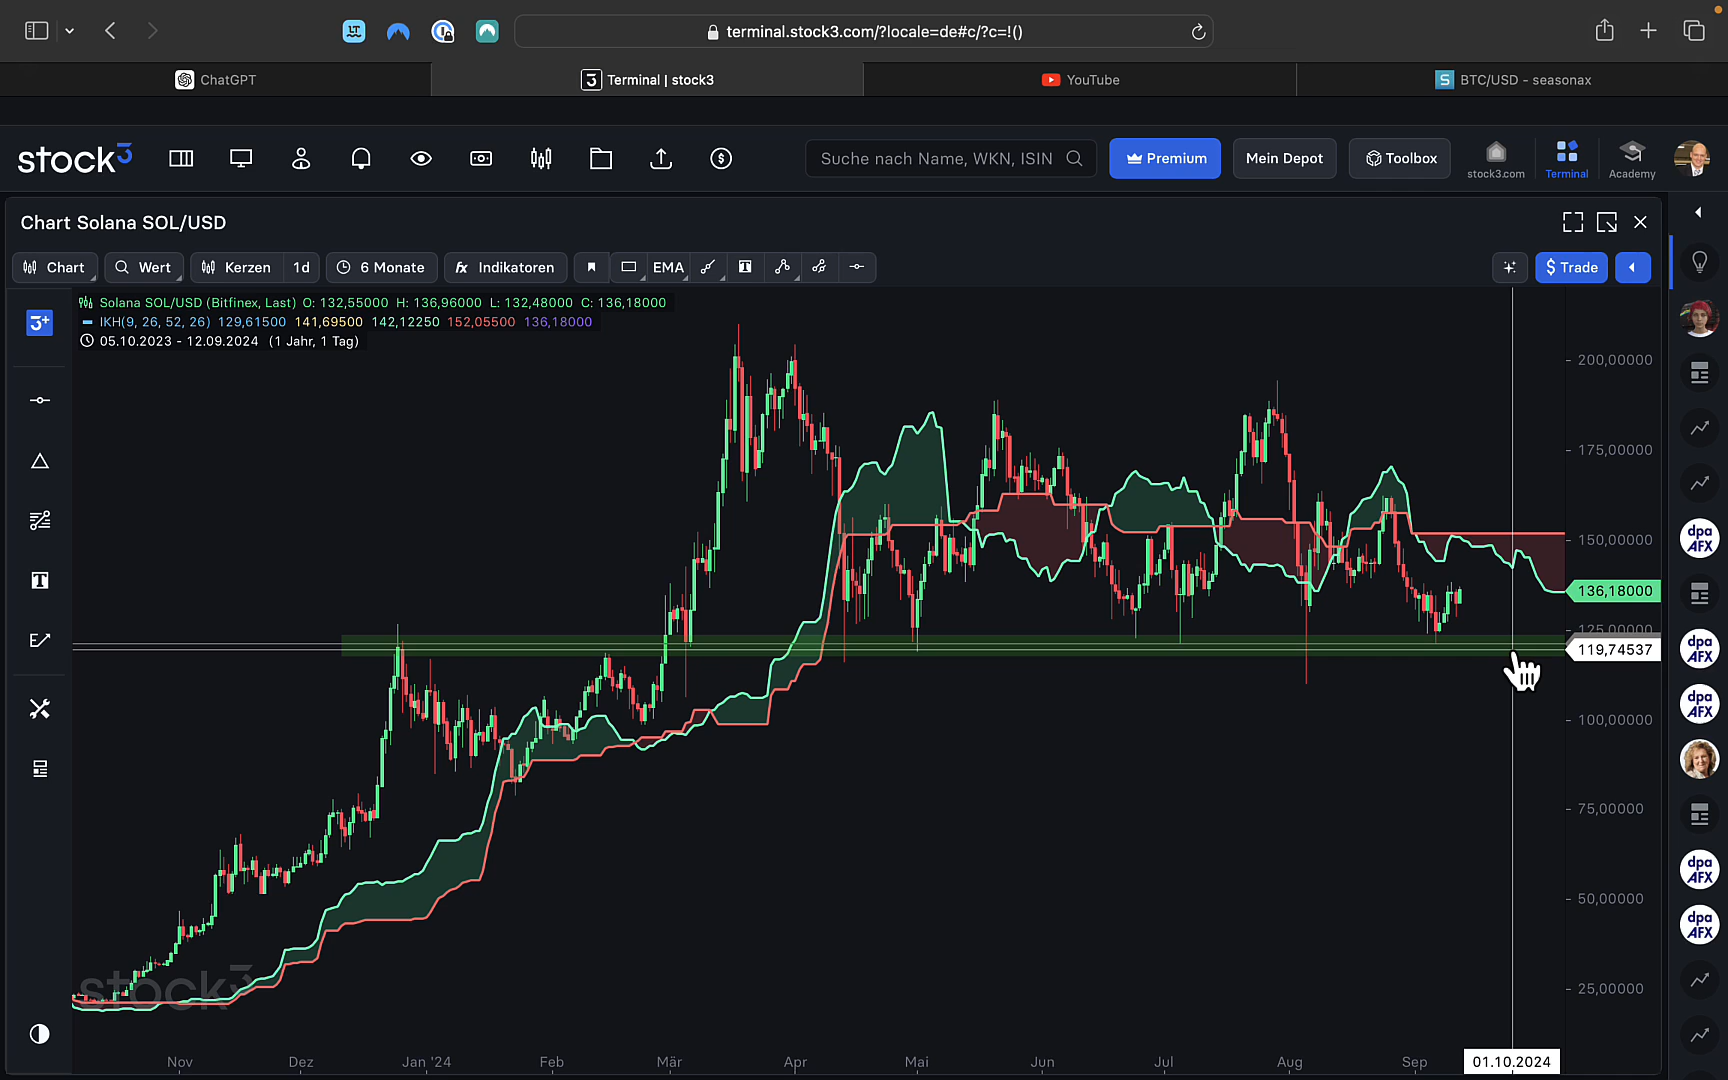 terminal.stock3.com/?locale=de#c/?c=!()
ChatGPT
Terminal | stock3
YouTube
BTC/USD - seasonax
stock3
Suche nach Name, WKN, ISIN
Premium
Mein Depot
Toolbox
stock3.com
Terminal
Academy
Chart Solana SOL/USD
Chart
Wert
Kerzen
1d
6 Monate
fx Indikatoren
EMA
$ Trade
Solana SOL/USD (Bitfinex, Last) O: 132,55000 H: 136,96000 L: 132,48000 C: 136,18000
IKH(9, 26, 52, 26) 129,61500 141,69500 142,12250 152,05500 136,18000
05.10.2023 - 12.09.2024 (1 Jahr, 1 Tag)
3+
T
200,00000
175,00000
150,00000
136,18000
125,00000
119,74537
100,00000
75,00000
50,00000
25,00000
dpa
AFX
dpa
AFX
dpa
AFX
dpa
AFX
dpa
AFX
stock3
Nov
Dez
Jan '24
Feb
Mär
Apr
Mai
Jun
Jul
Aug
Sep
01.10.2024